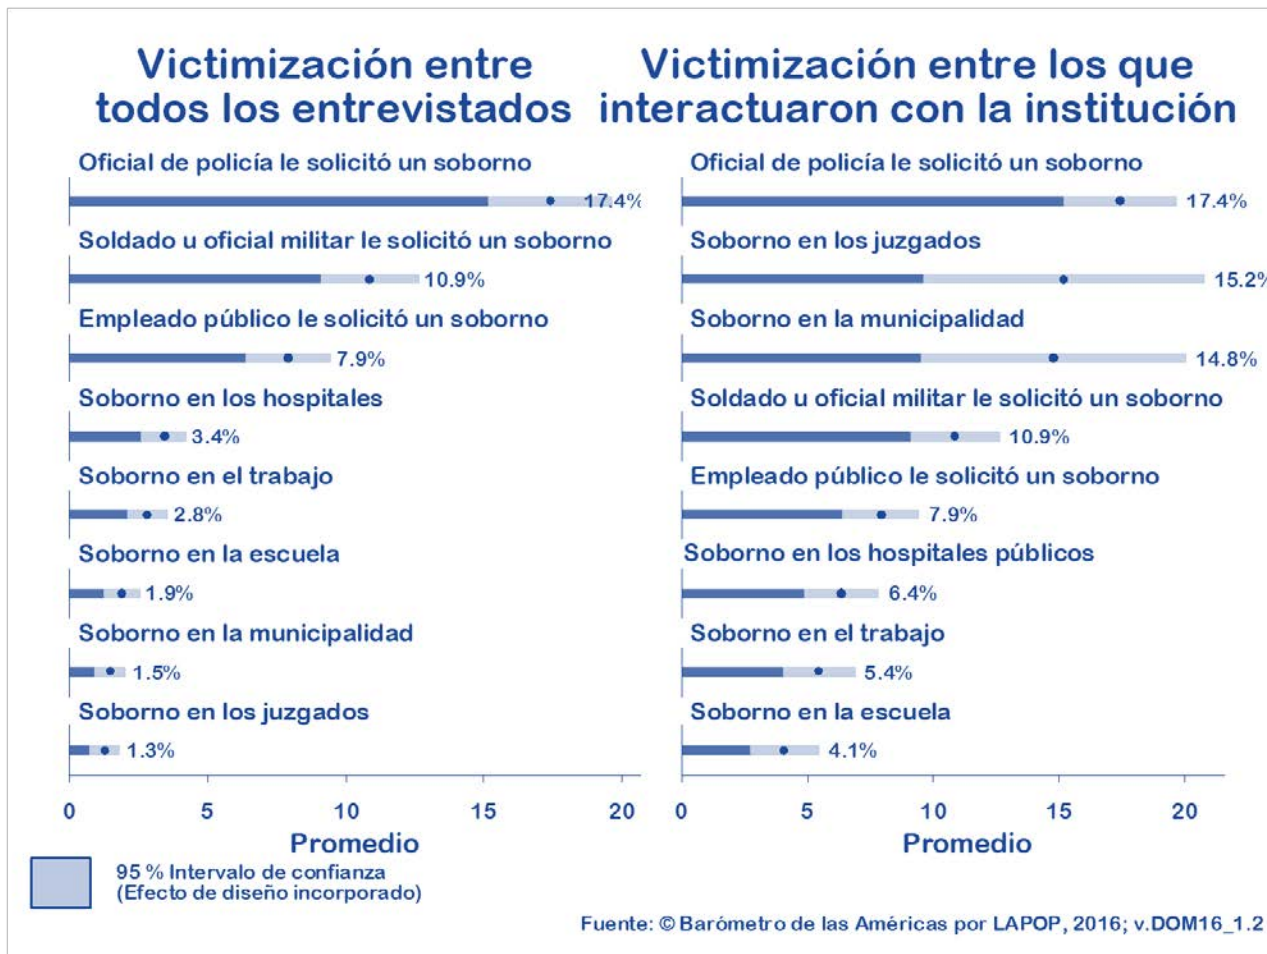 Victimización entre
todos los entrevistados
Oficial de policía le solicitó un soborno
17.4%
Soldado u oficial militar le solicitó un soborno
10.9%
Empleado público le solicitó un soborno
7.9%
Soborno en los hospitales
3.4%
Soborno en el trabajo
2.8%
Soborno en la escuela
1.9%
Soborno en la municipalidad
1.5%
Soborno en los juzgados
1.3%
0 5 10 15 20
Promedio
Victimización entre los que
interactuaron con la institución
Oficial de policía le solicitó un soborno
17.4%
Soborno en los juzgados
15.2%
Soborno en la municipalidad
14.8%
Soldado u oficial militar le solicitó un soborno
10.9%
Empleado público le solicitó un soborno
7.9%
Soborno en los hospitales públicos
6.4%
Soborno en el trabajo
5.4%
Soborno en la escuela
4.1%
0 5 10 15 20
Promedio
95 % Intervalo de confianza
(Efecto de diseño incorporado)
Fuente: © Barómetro de las Américas por LAPOP, 2016; v.DOM16_1.2